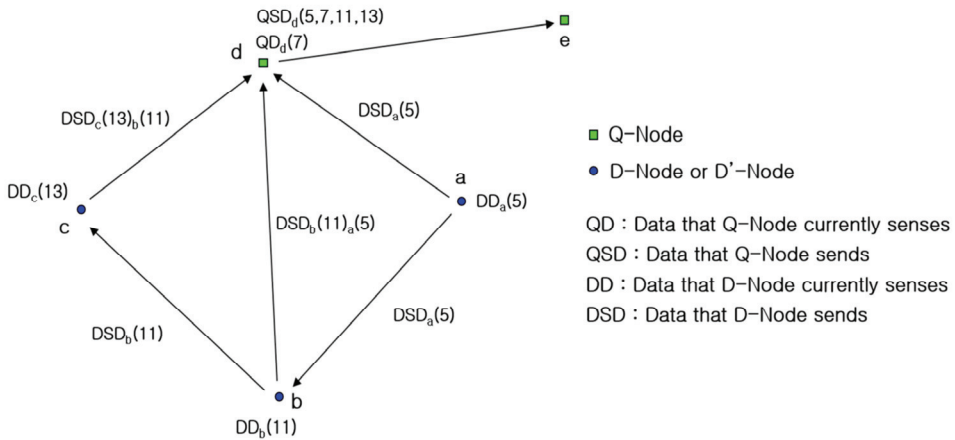 QSDd(5,7,11,13)
d QDd(7)
e
DSDc(13)b(11)
DSDa(5)
Q-Node
DDc(13)
a
D-Node or D'-Node
DDa(5)
c
DSDb(11)a(5)
QD : Data that Q-Node currently senses
QSD : Data that Q-Node sends
DD : Data that D-Node currently senses
DSDa(5)
DSD : Data that D-Node sends
DSDb(11)
b
DDb(11)